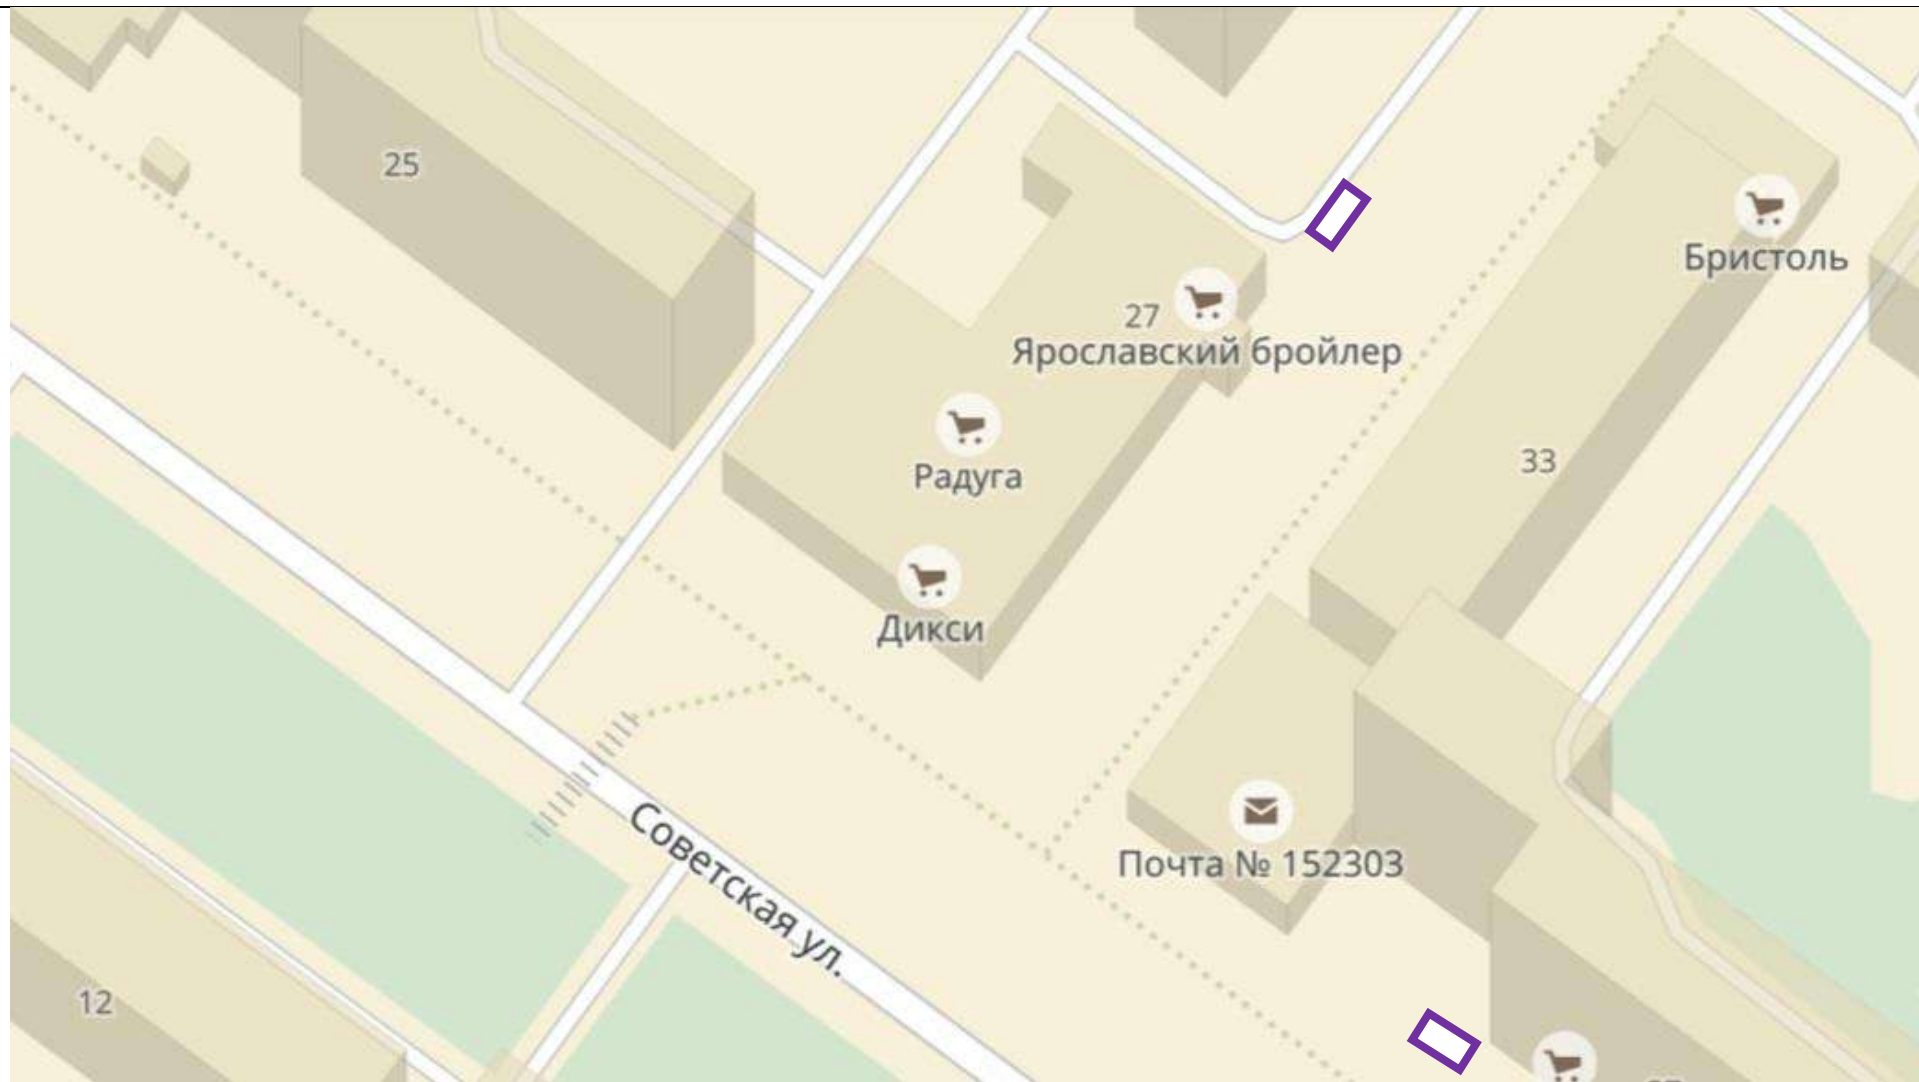 25
Бристоль
27
Ярославский бройлер
Радуга
33
Дикси
Советская ул.
Почта № 152303
12